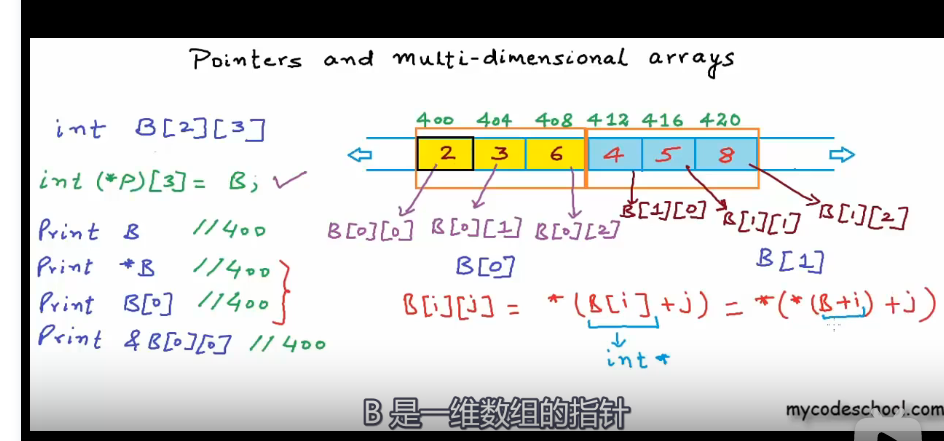 Pointers and multi-dimensional arrays
int B[2][3]
int (*P)[3] = B; ✓
Print B //400
Print *B //400
Print B[0] //400
Print &B[0][0] //400
400 404 408 412 416 420
2 3 6 4 5 8
B[0][0] B[0][1] B[0][2] B[1][0] B[1][1] B[1][2]
B[0] B[1]
B[i][j] = *(B[i]+j) = *(*(B+i)+j)
int *
B 是一维数组的指针
mycodeschool.com